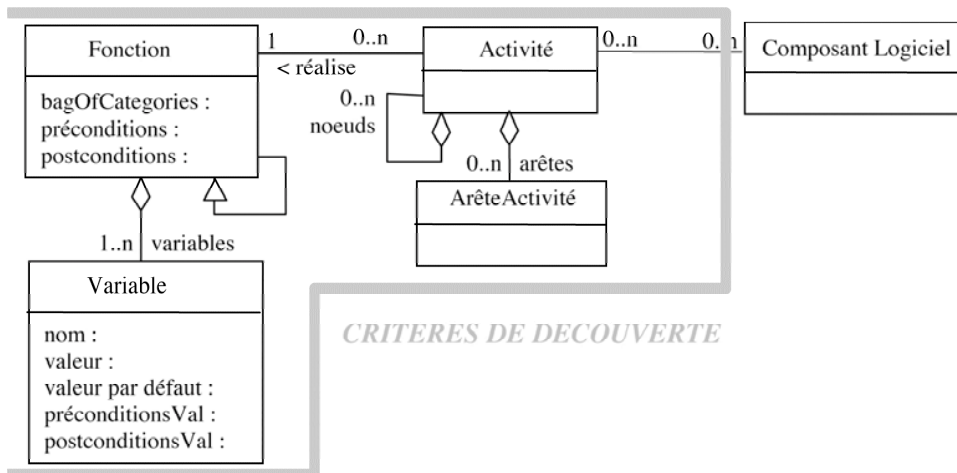 Fonction
bagOfCategories :
préconditions :
postconditions :
1
0..n
< réalise
Activité
0..n
0..n
Composant Logiciel
0..n
noeuds
0..n arêtes
ArêteActivité
1..n variables
Variable
nom :
valeur :
valeur par défaut :
préconditionsVal :
postconditionsVal :
CRITERES DE DECOUVERTE